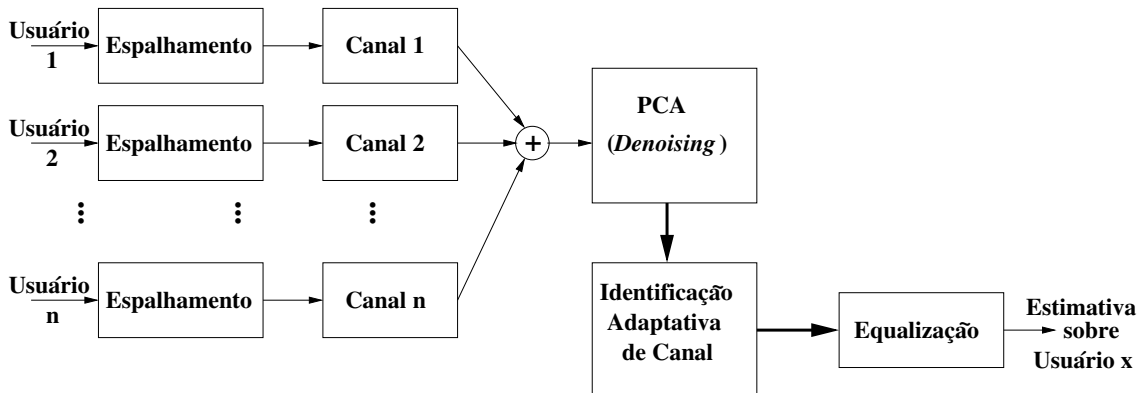 Usuário
1
Espalhamento
Canal 1
Usuário
2
Espalhamento
Canal 2
+
PCA
(Denoising)
Usuário
n
Espalhamento
Canal n
Identificação
Adaptativa
de Canal
Equalização
Estimativa
sobre
Usuário x